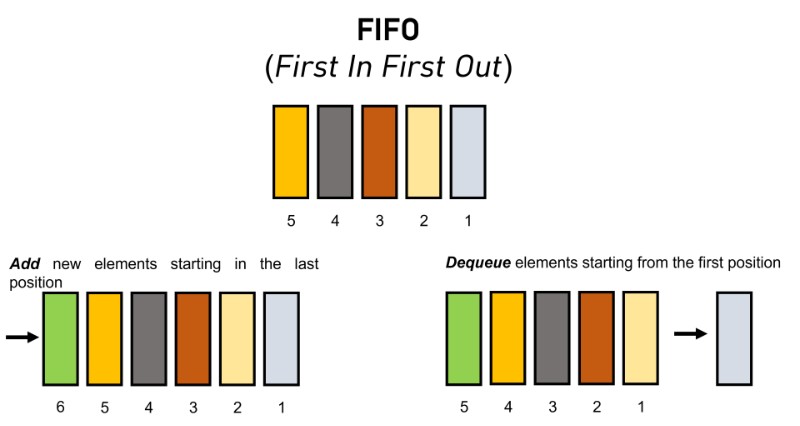 FIFO
(First In First Out)
5 4 3 2 1
Add new elements starting in the last
position
6 5 4 3 2 1
Dequeue elements starting from the first position
5 4 3 2 1